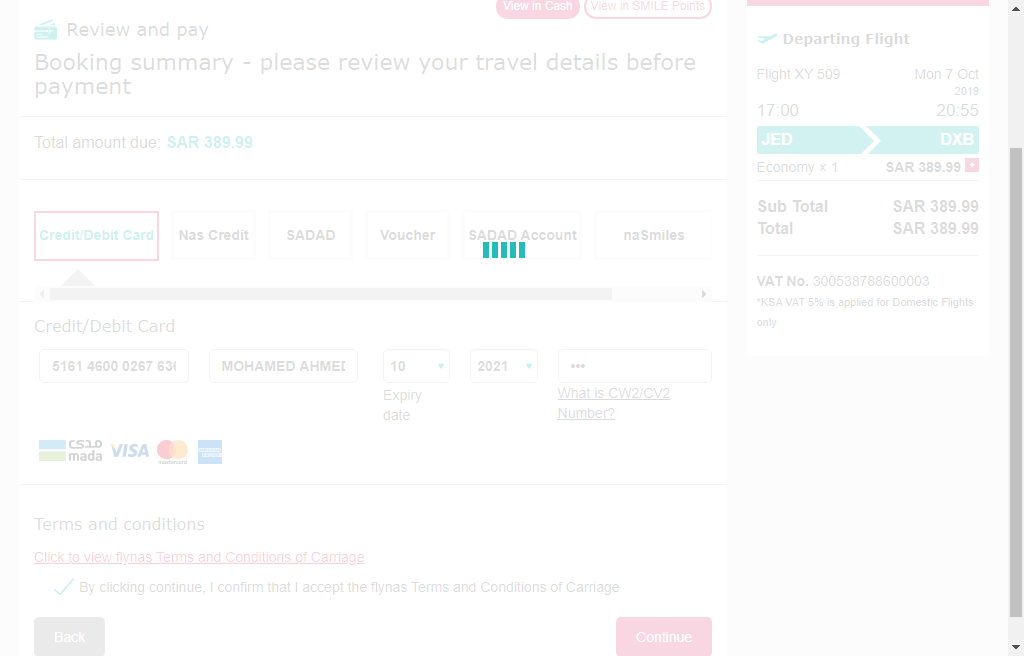 View in Cash
View in SMILE Points
Review and pay
Booking summary - please review your travel details before
payment
Total amount due: SAR 389.99
Credit/Debit Card
Nas Credit
SADAD
Voucher
SADAD Account
naSmiles
Credit/Debit Card
5161 4600 0267 636
MOHAMED AHMED
10
2021
•••
Expiry
date
What is CW2/CV2
Number?
مدى
mada
VISA
mastercard
Terms and conditions
Click to view flynas Terms and Conditions of Carriage
By clicking continue, I confirm that I accept the flynas Terms and Conditions of Carriage
Back
Continue
Departing Flight
Flight XY 509
Mon 7 Oct
2019
17:00
20:55
JED
DXB
Economy × 1
SAR 389.99 +
Sub Total
SAR 389.99
Total
SAR 389.99
VAT No. 300538788600003
*KSA VAT 5% is applied for Domestic Flights
only